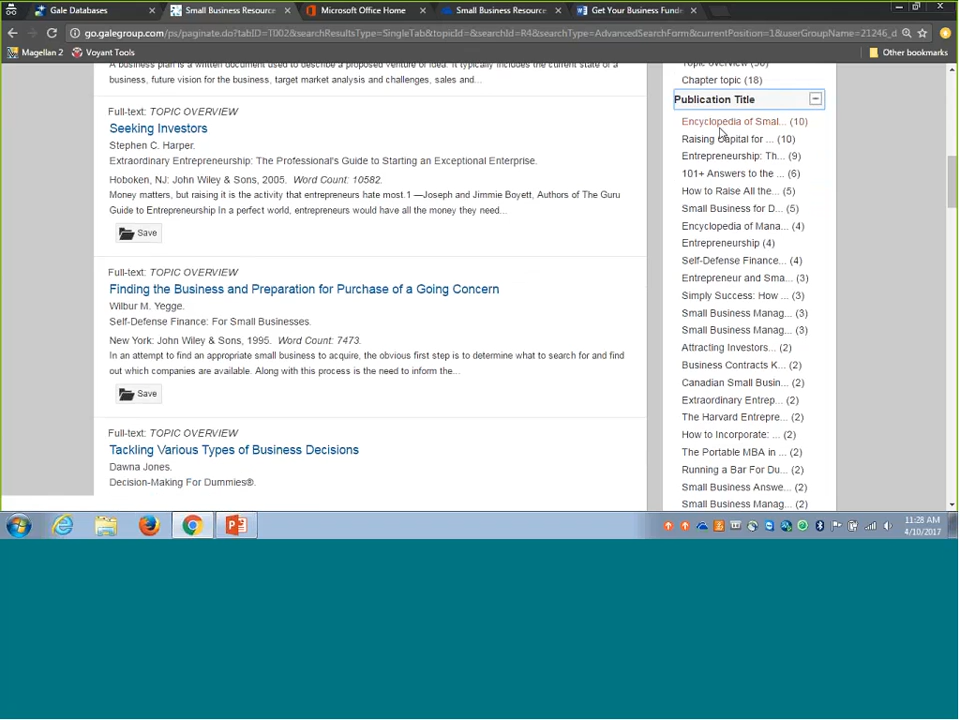 Gale Databases
Small Business Resource
Microsoft Office Home
Small Business Resourc
Get Your Business Fund
go.galegroup.com/ps/paginate.do?tabID=T002&searchResultsType=SingleTab&topicId=&searchId=R4&searchType=AdvancedSearchForm&currentPosition=1&userGroupName=21246_d
Magellan 2
Voyant Tools
Other bookmarks
A business plan is a written document used to describe a proposed venture or idea. It typically includes the current state of a
business, future vision for the business, target market analysis and challenges, sales and...
Full-text: TOPIC OVERVIEW
Seeking Investors
Stephen C. Harper.
Extraordinary Entrepreneurship: The Professional's Guide to Starting an Exceptional Enterprise.
Hoboken, NJ: John Wiley & Sons, 2005. Word Count: 10582.
Money matters, but raising it is the activity that entrepreneurs hate most.1 —Joseph and Jimmie Boyett, Authors of The Guru
Guide to Entrepreneurship In a perfect world, entrepreneurs would have all the money they need...
Save
Full-text: TOPIC OVERVIEW
Finding the Business and Preparation for Purchase of a Going Concern
Wilbur M. Yegge.
Self-Defense Finance: For Small Businesses.
New York: John Wiley & Sons, 1995. Word Count: 7473.
In an attempt to find an appropriate small business to acquire, the obvious first step is to determine what to search for and find
out which companies are available. Along with this process is the need to inform the...
Save
Full-text: TOPIC OVERVIEW
Tackling Various Types of Business Decisions
Dawna Jones.
Decision-Making For Dummies®.
Topic overview
Chapter topic (18)
Publication Title
Encyclopedia of Smal... (10)
Raising Capital for ... (10)
Entrepreneurship: Th... (9)
101+ Answers to the ... (6)
How to Raise All the... (5)
Small Business for D... (5)
Encyclopedia of Mana... (4)
Entrepreneurship (4)
Self-Defense Finance... (4)
Entrepreneur and Sma... (3)
Simply Success: How ... (3)
Small Business Manag... (3)
Small Business Manag... (3)
Attracting Investors... (2)
Business Contracts K... (2)
Canadian Small Busin... (2)
Extraordinary Entrep... (2)
The Harvard Entrepre... (2)
How to Incorporate: ... (2)
The Portable MBA in ... (2)
Running a Bar For Du... (2)
Small Business Answe... (2)
Small Business Manag... (2)
11:28 AM
4/10/2017